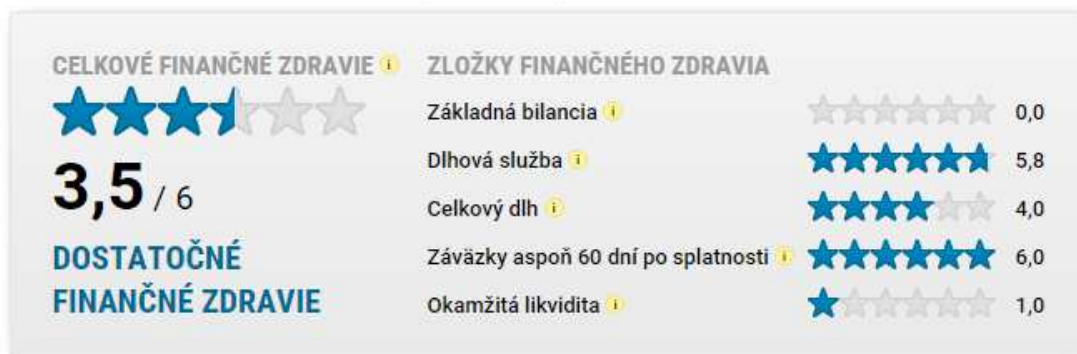 CELKOVÉ FINANČNÉ ZDRAVIE i
3,5 / 6
DOSTATOČNÉ
FINANČNÉ ZDRAVIE
ZLOŽKY FINANČNÉHO ZDRAVIA
Základná bilancia i 0,0
Dlhová služba i 5,8
Celkový dlh i 4,0
Záväzky aspoň 60 dní po splatnosti i 6,0
Okamžitá likvidita i 1,0